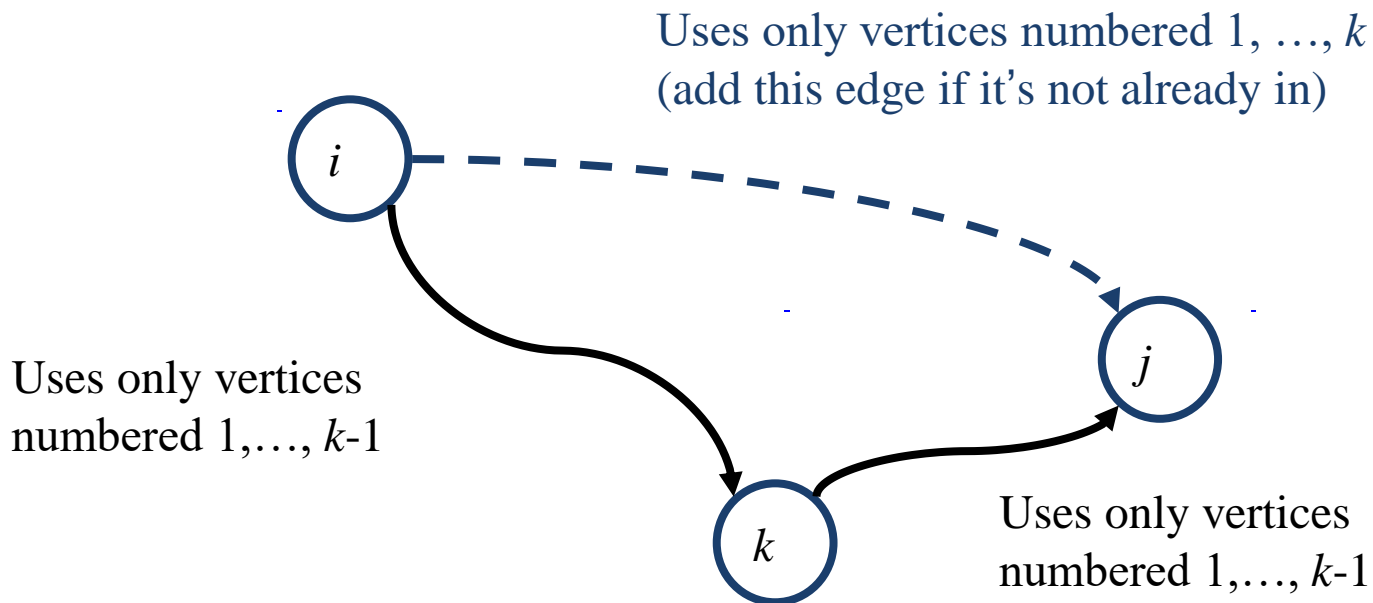 Uses only vertices numbered 1, …, k
(add this edge if it’s not already in)
i
j
Uses only vertices
numbered 1,…, k-1
k
Uses only vertices
numbered 1,…, k-1